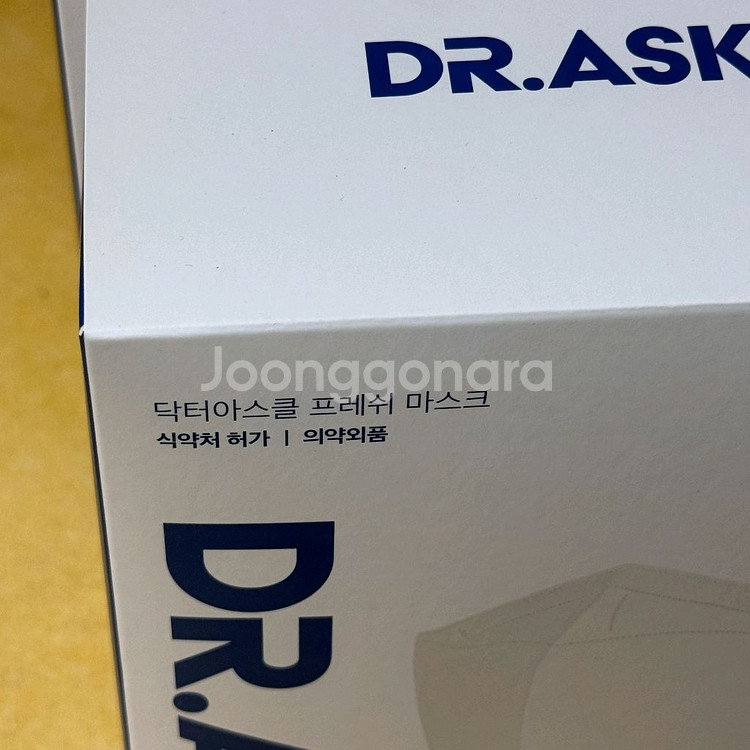 DR.ASK
Joonggonara
닥터아스클 프레쉬 마스크
식약처 허가 | 의약외품
DR.A